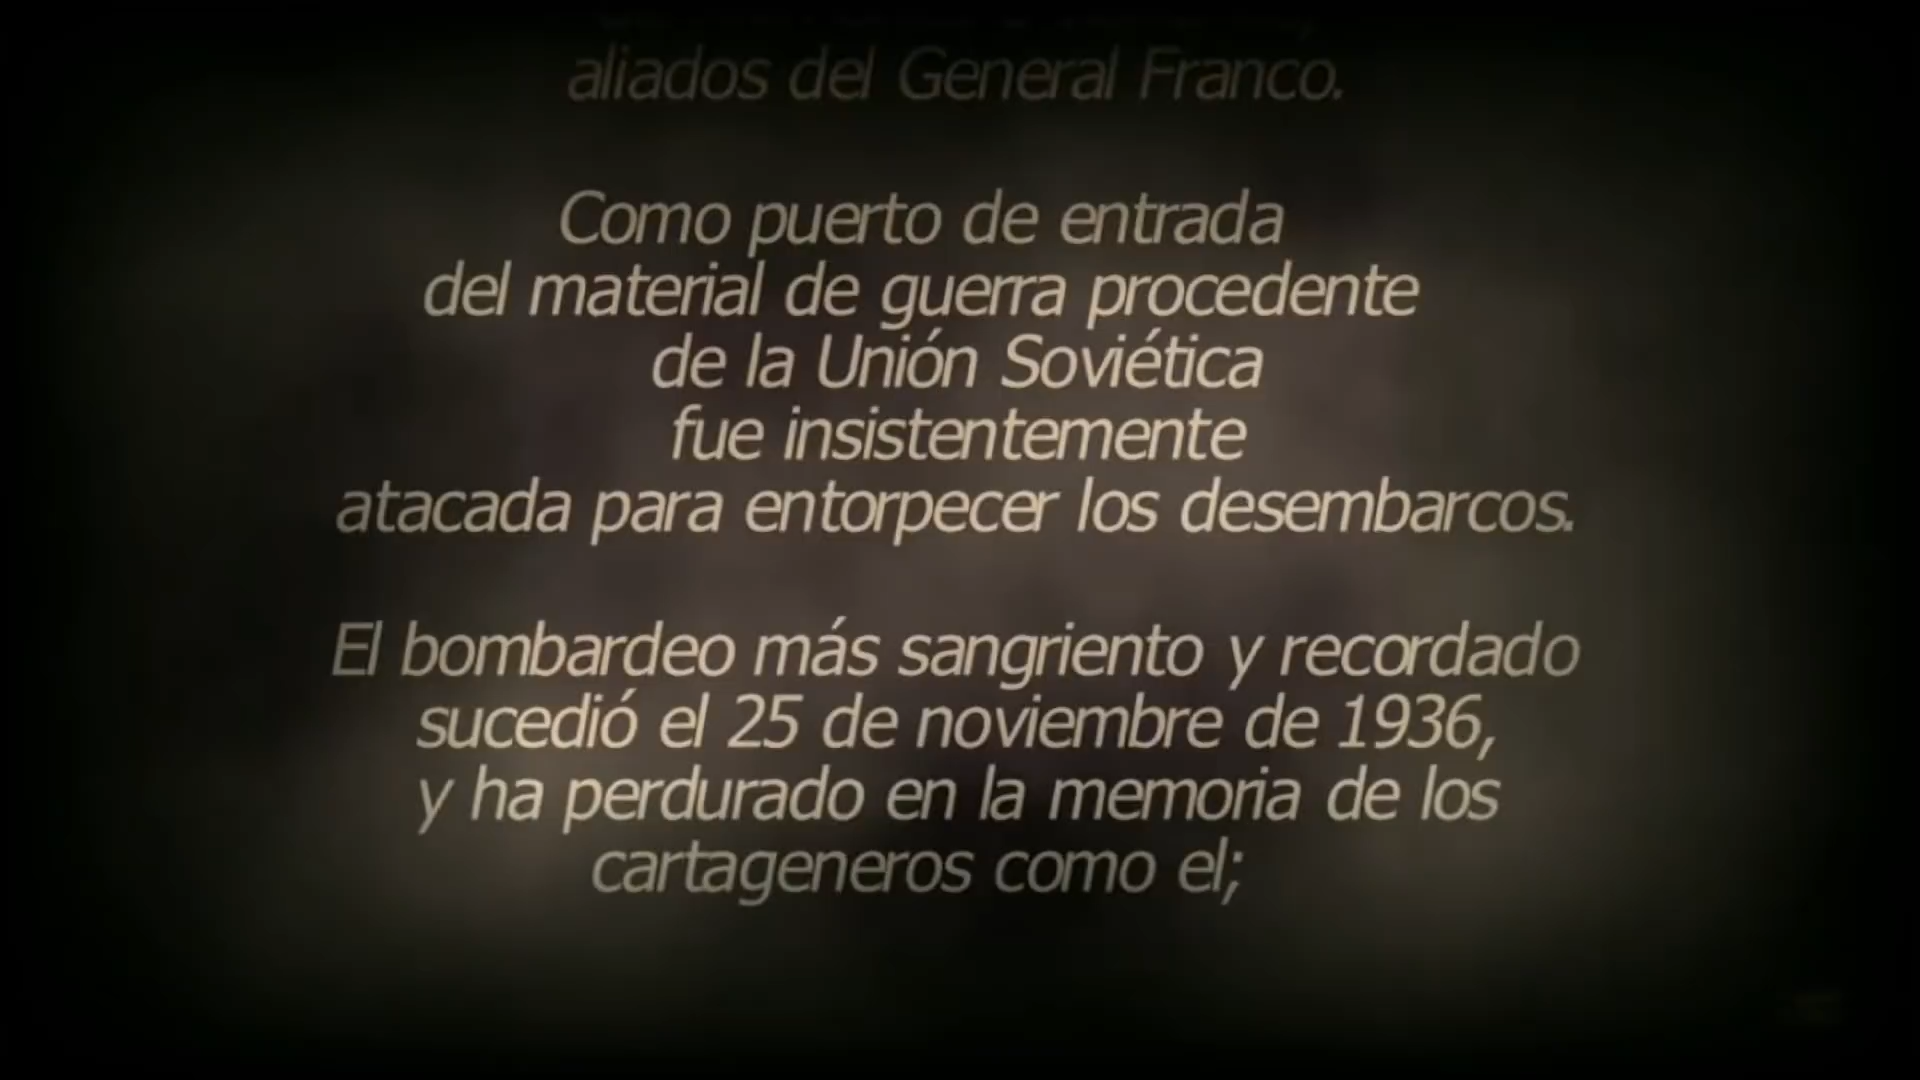 aliados del General Franco.
Como puerto de entrada
del material de guerra procedente
de la Unión Soviética
fue insistentemente
atacada para entorpecer los desembarcos.
El bombardeo más sangriento y recordado
sucedió el 25 de noviembre de 1936,
y ha perdurado en la memoria de los
cartageneros como el;